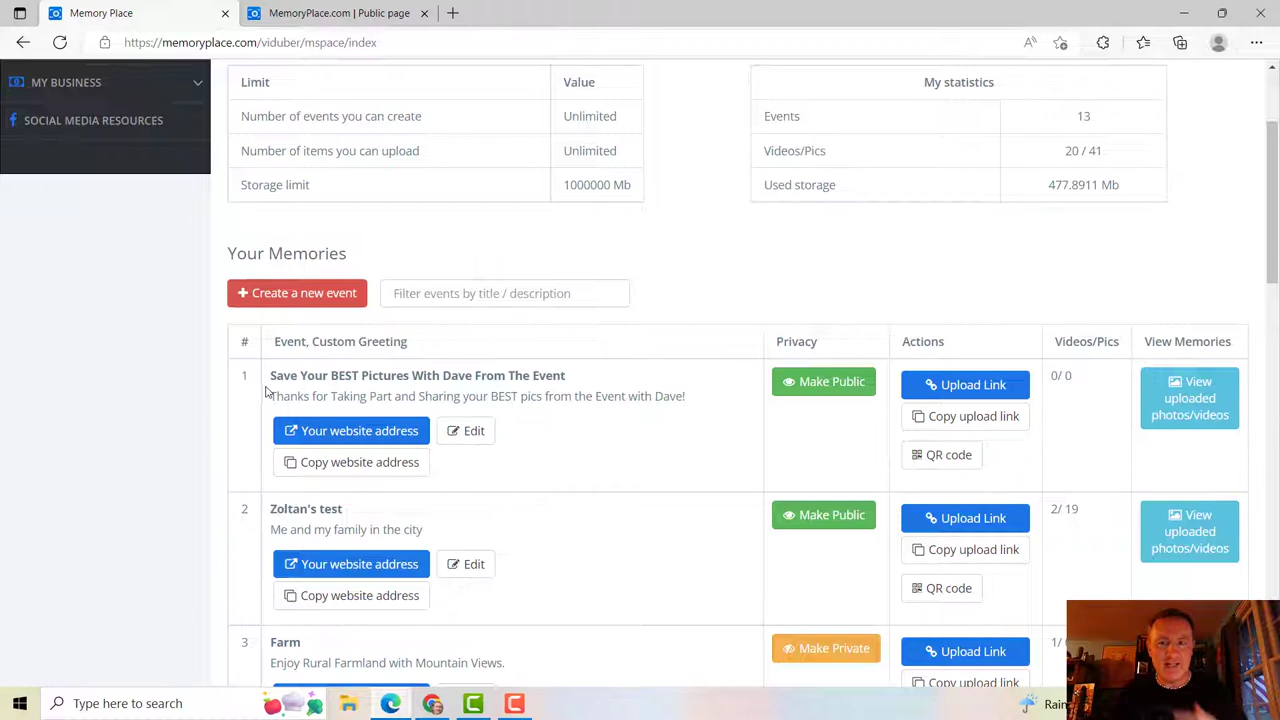 Memory Place
MemoryPlace.com | Public page
https://memoryplace.com/viduber/mspace/index
MY BUSINESS
SOCIAL MEDIA RESOURCES
Limit Value
Number of events you can create Unlimited
Number of items you can upload Unlimited
Storage limit 1000000 Mb
My statistics
Events 13
Videos/Pics 20 / 41
Used storage 477.8911 Mb
Your Memories
+ Create a new event
Filter events by title / description
# Event, Custom Greeting Privacy Actions Videos/Pics View Memories
1 Save Your BEST Pictures With Dave From The Event
Thanks for Taking Part and Sharing your BEST pics from the Event with Dave!
Your website address Edit
Copy website address
Make Public
Upload Link
Copy upload link
QR code
0/ 0
View
uploaded
photos/videos
2 Zoltan's test
Me and my family in the city
Your website address Edit
Copy website address
Make Public
Upload Link
Copy upload link
QR code
2/ 19
View
uploaded
photos/videos
3 Farm
Enjoy Rural Farmland with Mountain Views.
Make Private
Upload Link
Copy upload link
1/
Type here to search